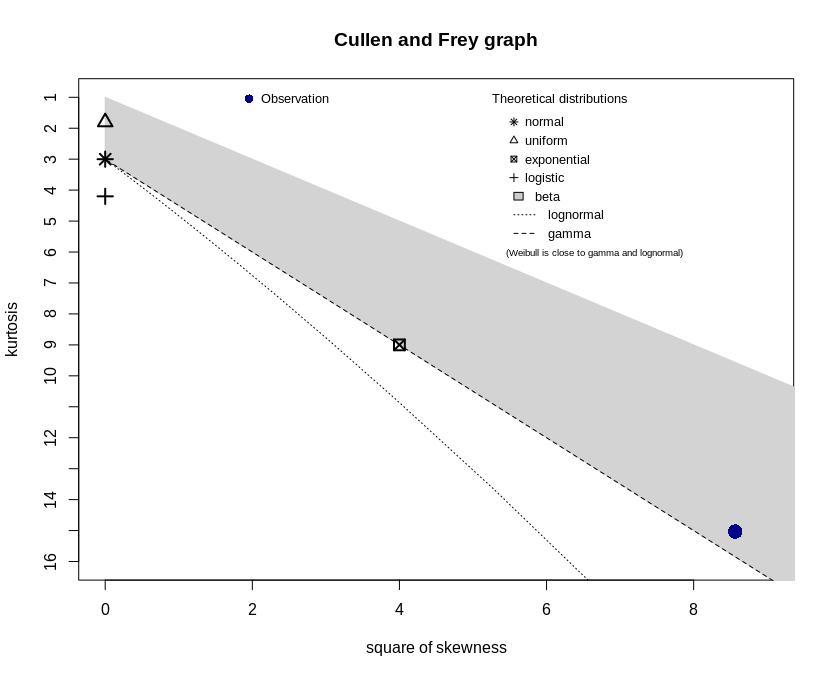 Cullen and Frey graph
Observation
Theoretical distributions
normal
uniform
exponential
logistic
beta
lognormal
gamma
(Weibull is close to gamma and lognormal)
kurtosis
1
2
3
4
5
6
7
8
9
10
12
14
16
0 2 4 6 8
square of skewness